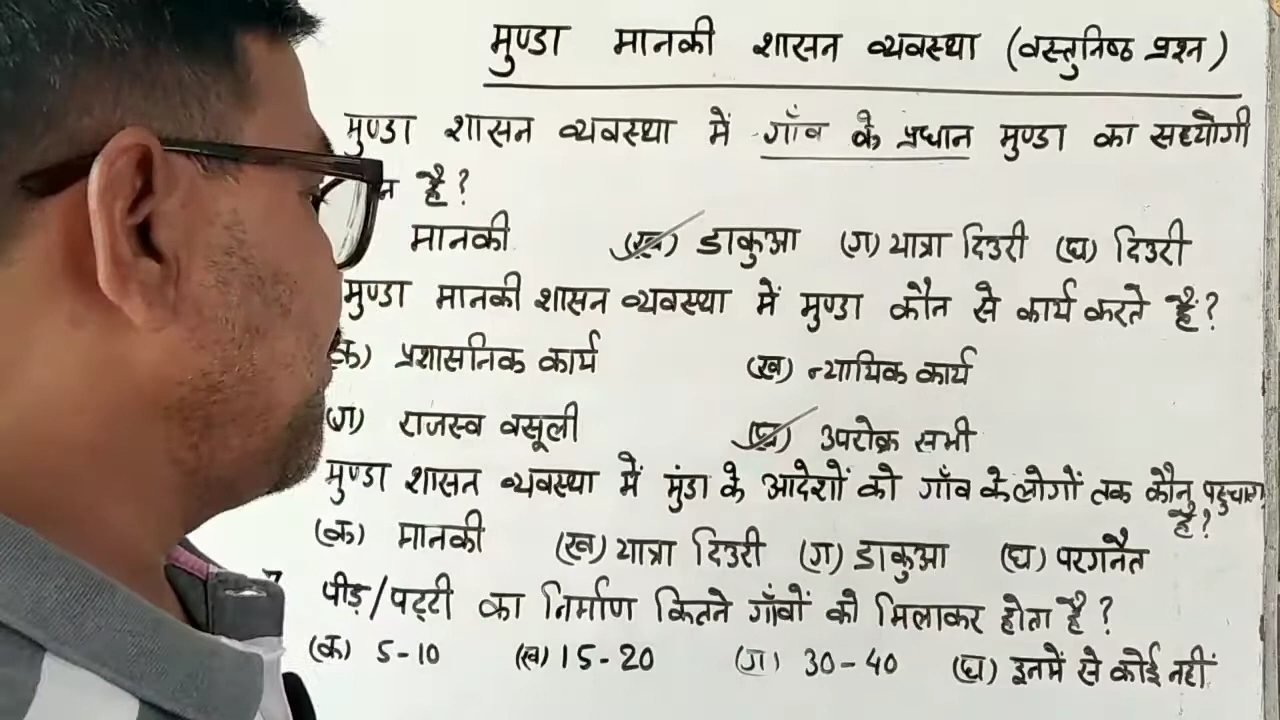 मुण्डा मानकी शासन व्यवस्था (वस्तुनिष्ठ प्रश्न)
मुण्डा शासन व्यवस्था में गाँव के प्रधान मुण्डा का सहयोगी
न है?
मानकी (ख) डाकुआ (ग) यात्रा दिउरी (घ) दिउरी
मुण्डा मानकी शासन व्यवस्था में मुण्डा कौन से कार्य करते हैं?
(क) प्रशासनिक कार्य (ख) न्यायिक कार्य
(ग) राजस्व वसूली (घ) उपरोक्त सभी
मुण्डा शासन व्यवस्था में मुंडा के आदेशों को गाँव के लोगों तक कौन
है?
(क) मानकी (ख) यात्रा दिउरी (ग) डाकुआ (घ) परगनैत
पीड़/पट्टी का निर्माण कितने गाँवों को मिलाकर होता है?
(क) 5-10 (ख) 15-20 (ग) 30-40 (घ) इनमें से कोई नहीं